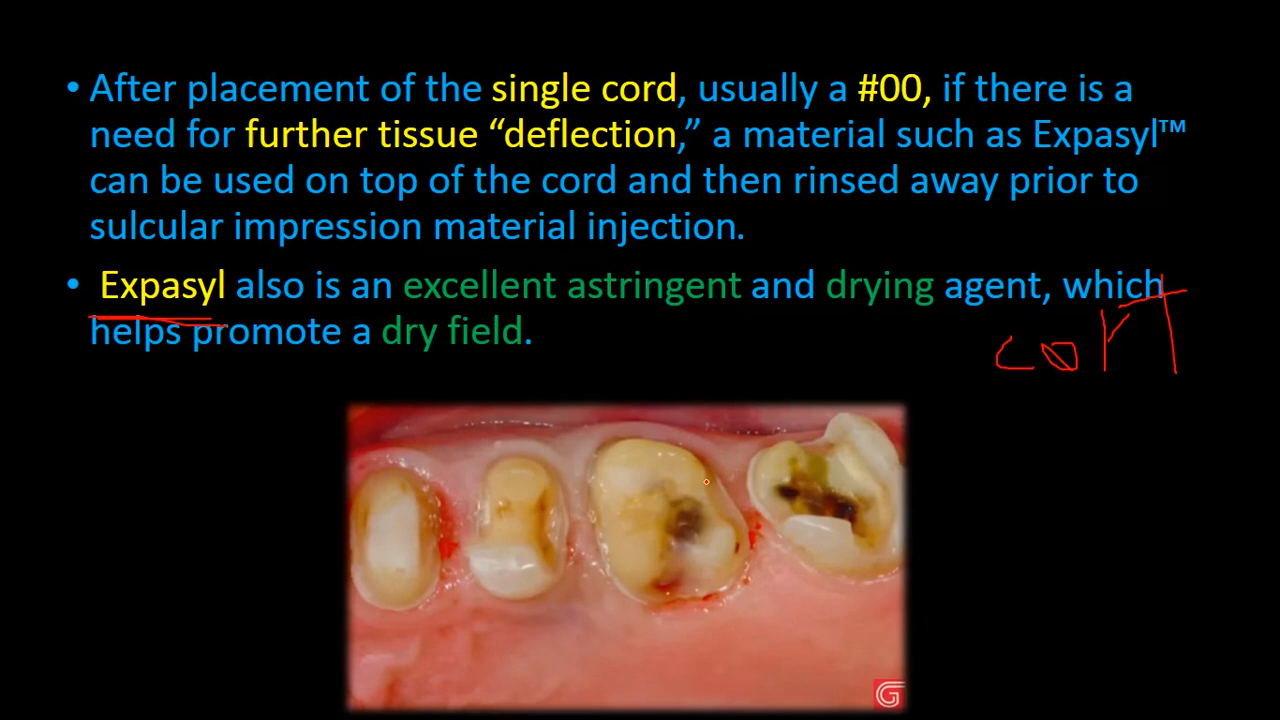 • After placement of the single cord, usually a #00, if there is a
need for further tissue “deflection,” a material such as Expasyl™
can be used on top of the cord and then rinsed away prior to
sulcular impression material injection.
• Expasyl also is an excellent astringent and drying agent, which
helps promote a dry field.
corT
G